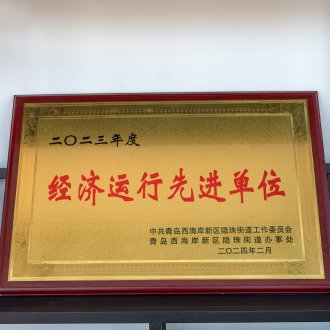 二〇二三年度
经济运行先进单位
中共青岛西海岸新区隐珠街道工作委员会
青岛西海岸新区隐珠街道办事处
二〇二四年二月